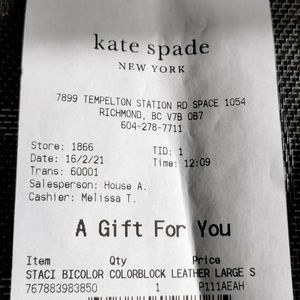 kate spade
NEW YORK
7899 TEMPELTON STATION RD SPACE 1054
RICHMOND, BC V7B 0B7
604-278-7711
Store: 1866 TID: 1
Date: 16/2/21 Time: 12:09
Trans: 60001
Salesperson: House A.
Cashier: Melissa T.
A Gift For You
Item Qty Price
STACI BICOLOR COLORBLOCK LEATHER LARGE S
767883983850 1 P111AEAH